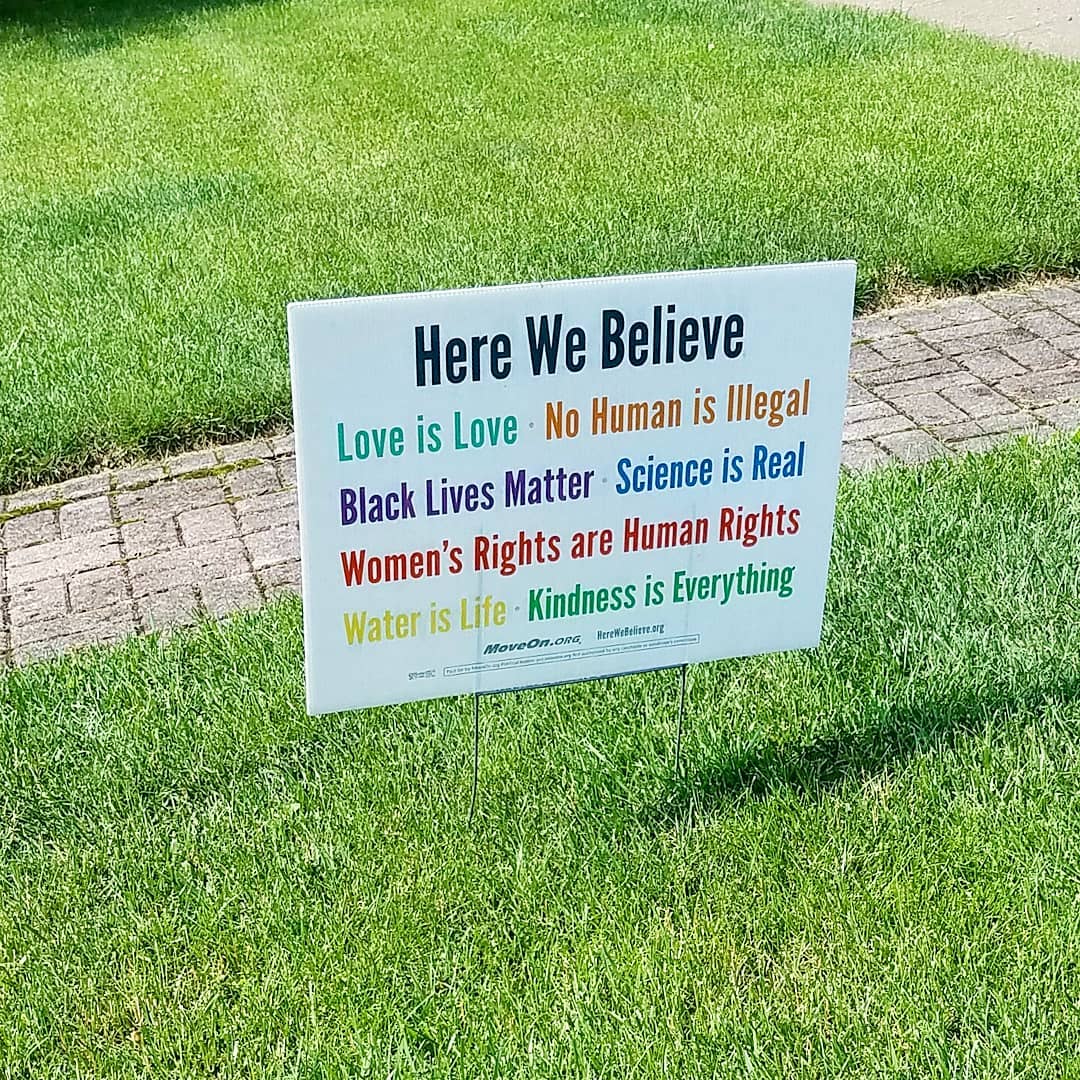 Here We Believe
Love is Love · No Human is Illegal
Black Lives Matter · Science is Real
Women's Rights are Human Rights
Water is Life · Kindness is Everything
MoveOn.ORG HereWeBelieve.org